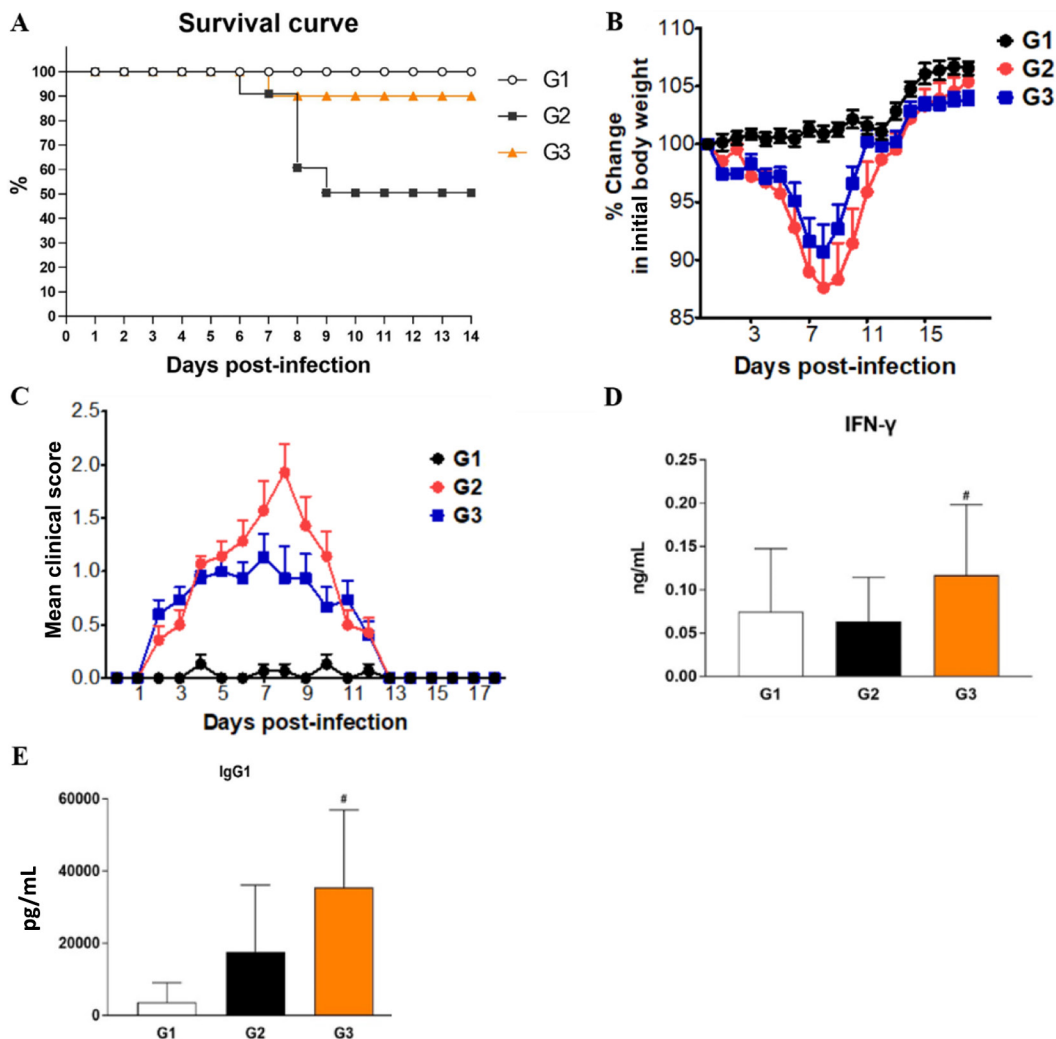 A
Survival curve
100
90
80
70
60
50
40
30
20
10
0
%
0 1 2 3 4 5 6 7 8 9 10 11 12 13 14
Days post-infection
G1
G2
G3
B
105
100
95
90
85
% Change
in initial body weight
3 7 11 15
Days post-infection
G1
G2
G3
C
2.5
2.0
1.5
1.0
0.5
0.0
Mean clinical score
1 3 5 7 9 11 13 15 17
Days post-infection
G1
G2
G3
D
IFN-γ
0.25
0.20
0.15
0.10
0.05
0.00
ng/mL
#
G1 G2 G3
E
IgG1
60000
40000
20000
0
pg/mL
#
G1 G2 G3